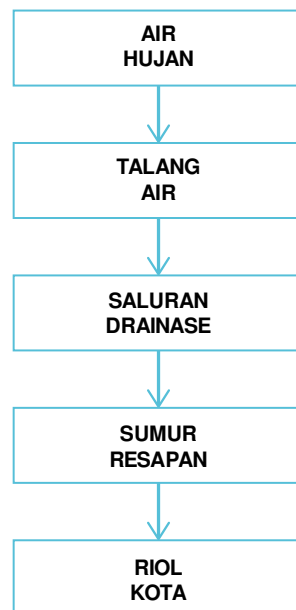 AIR
HUJAN
TALANG
AIR
SALURAN
DRAINASE
SUMUR
RESAPAN
RIOL
KOTA